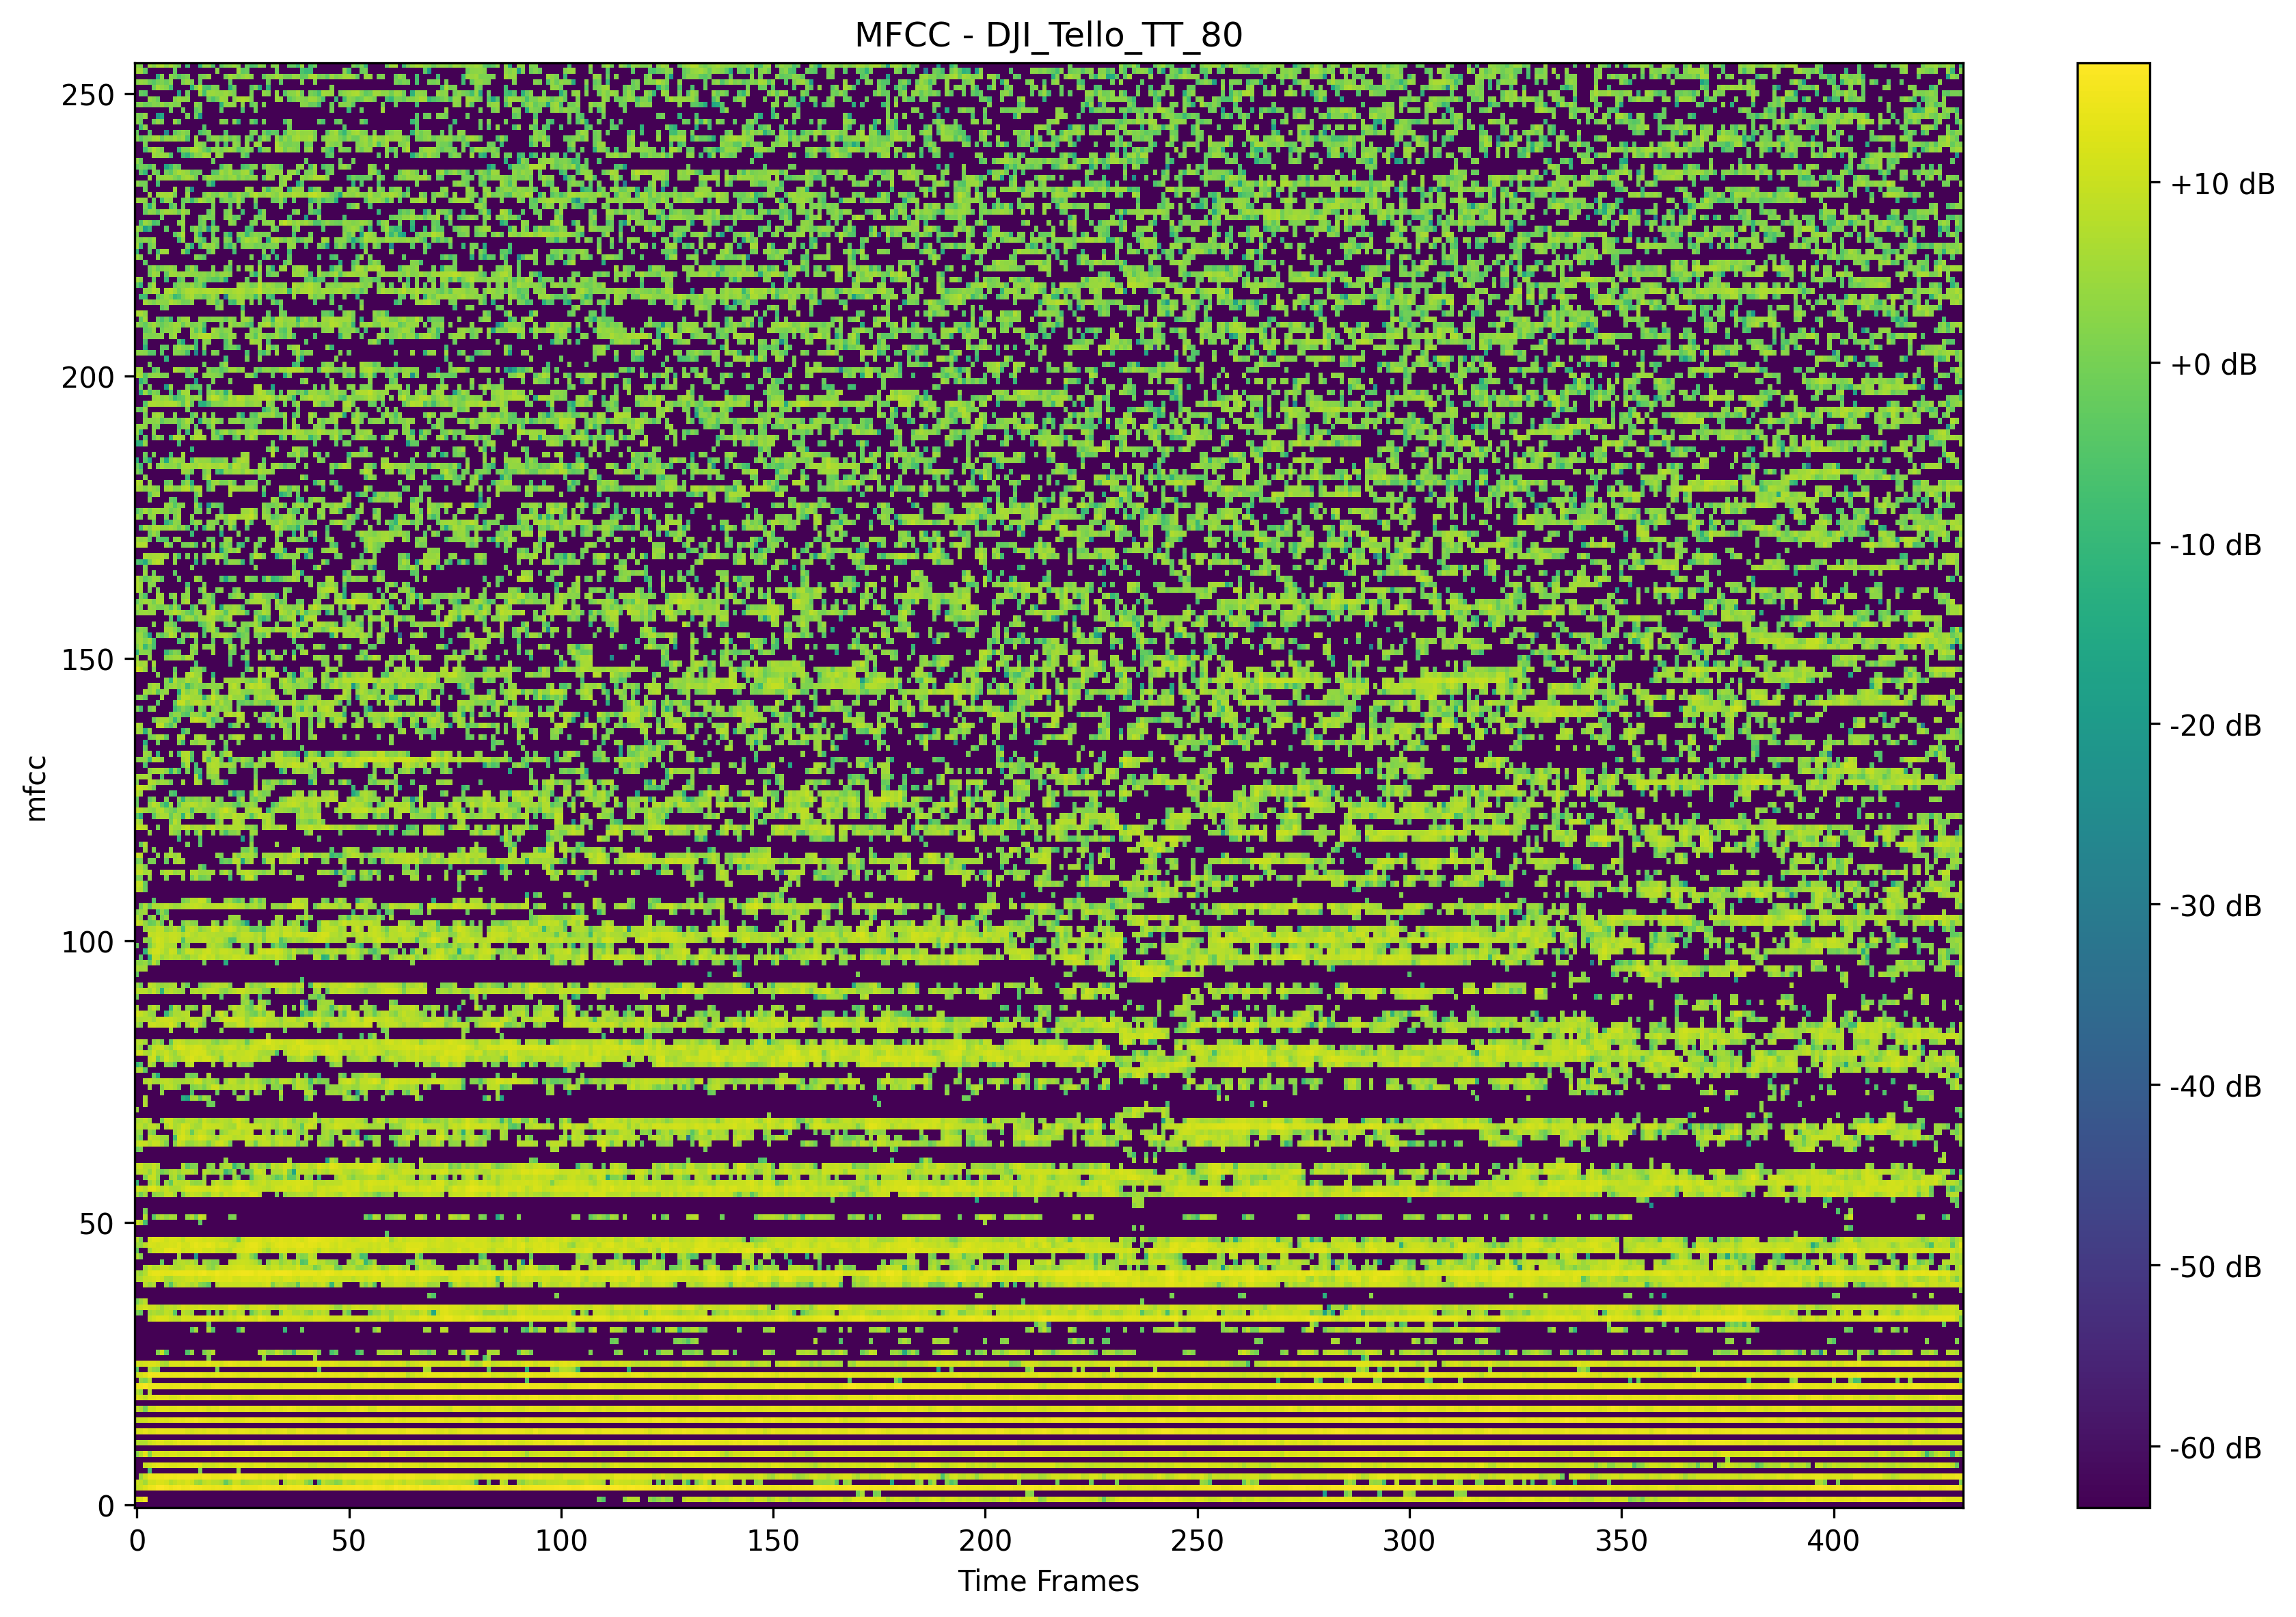 MFCC - DJI_Tello_TT_80
250
200
150
100
50
0
mfcc
0 50 100 150 200 250 300 350 400
Time Frames
+10 dB
+0 dB
-10 dB
-20 dB
-30 dB
-40 dB
-50 dB
-60 dB